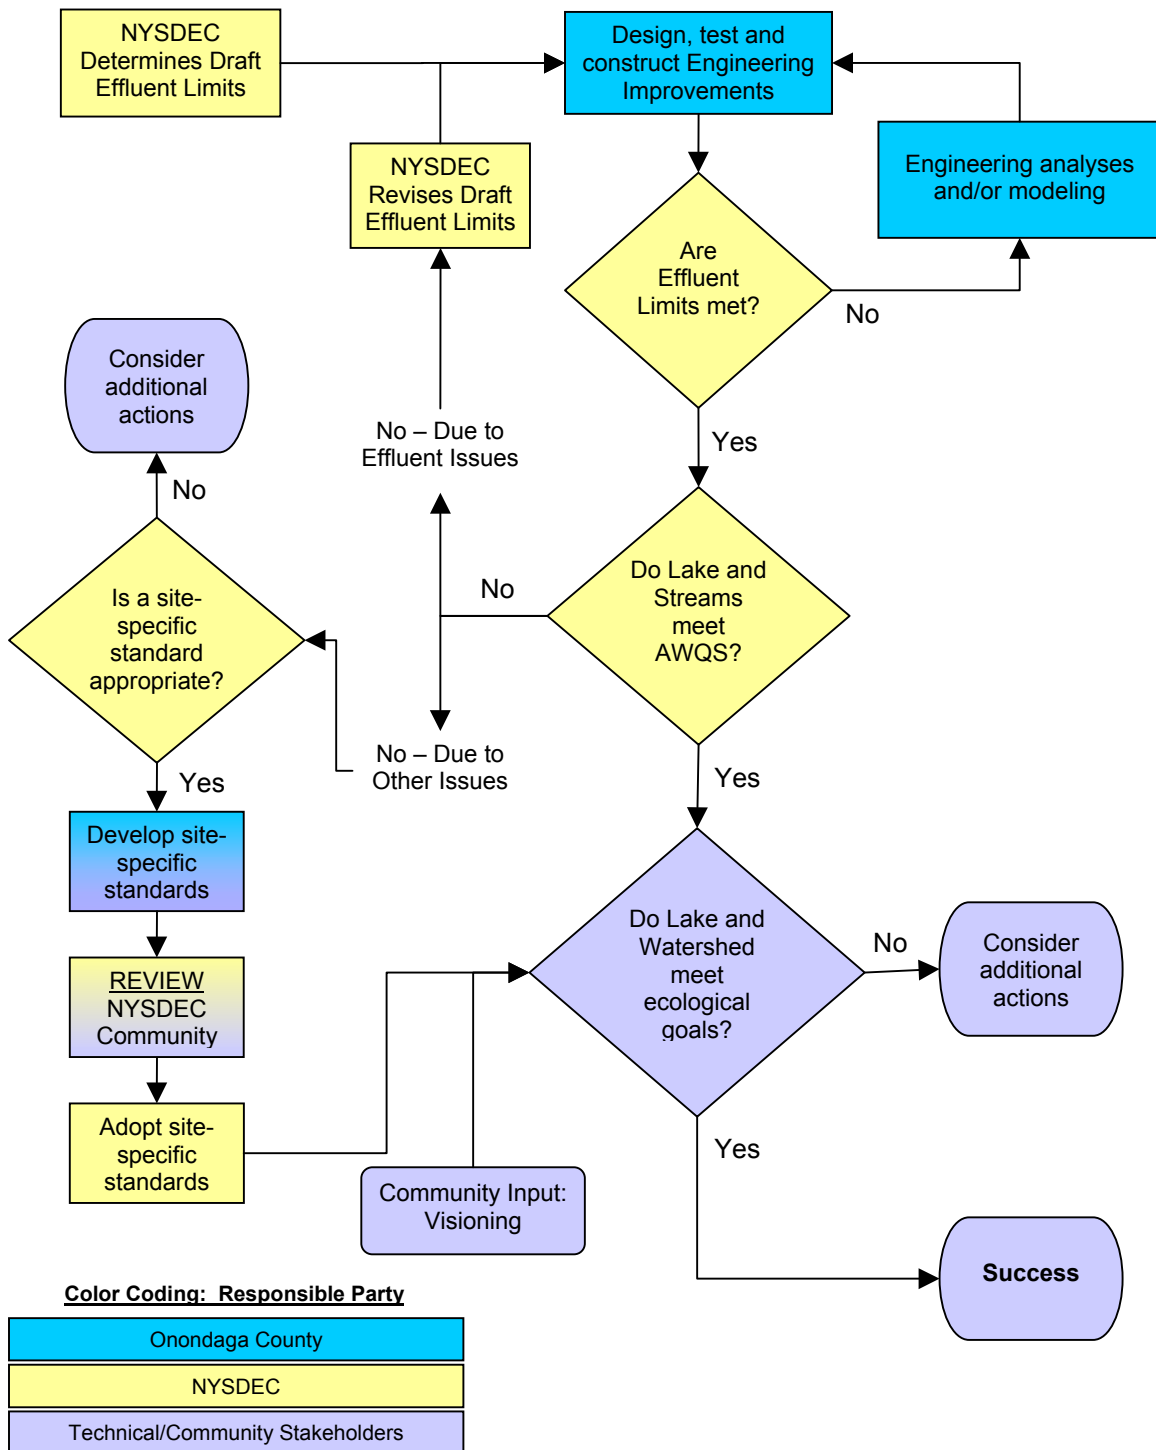 NYSDEC
Determines Draft
Effluent Limits
Design, test and
construct Engineering
Improvements
NYSDEC
Revises Draft
Effluent Limits
Engineering analyses
and/or modeling
Are
Effluent
Limits met?
No
Yes
Consider
additional
actions
No – Due to
Effluent Issues
No
Is a site-
specific
standard
appropriate?
Do Lake and
Streams
meet
AWQS?
No
No – Due to
Other Issues
Yes
Yes
Develop site-
specific
standards
REVIEW
NYSDEC
Community
Adopt site-
specific
standards
Do Lake and
Watershed
meet
ecological
goals?
No
Consider
additional
actions
Yes
Community Input:
Visioning
Success
Color Coding: Responsible Party
Onondaga County
NYSDEC
Technical/Community Stakeholders